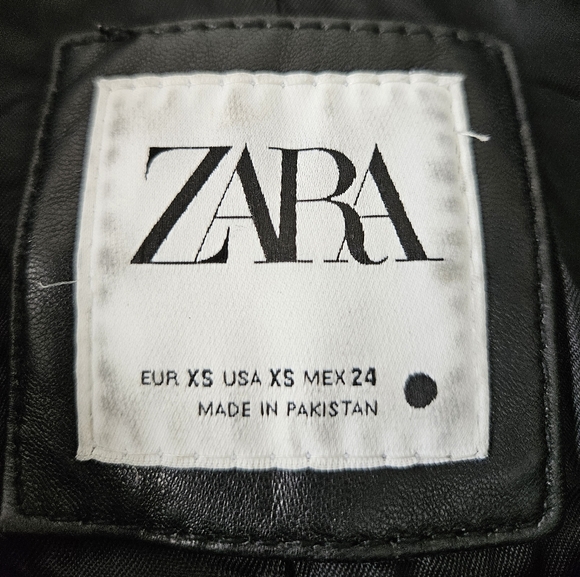 ZARA
EUR XS USA XS MEX 24
MADE IN PAKISTAN